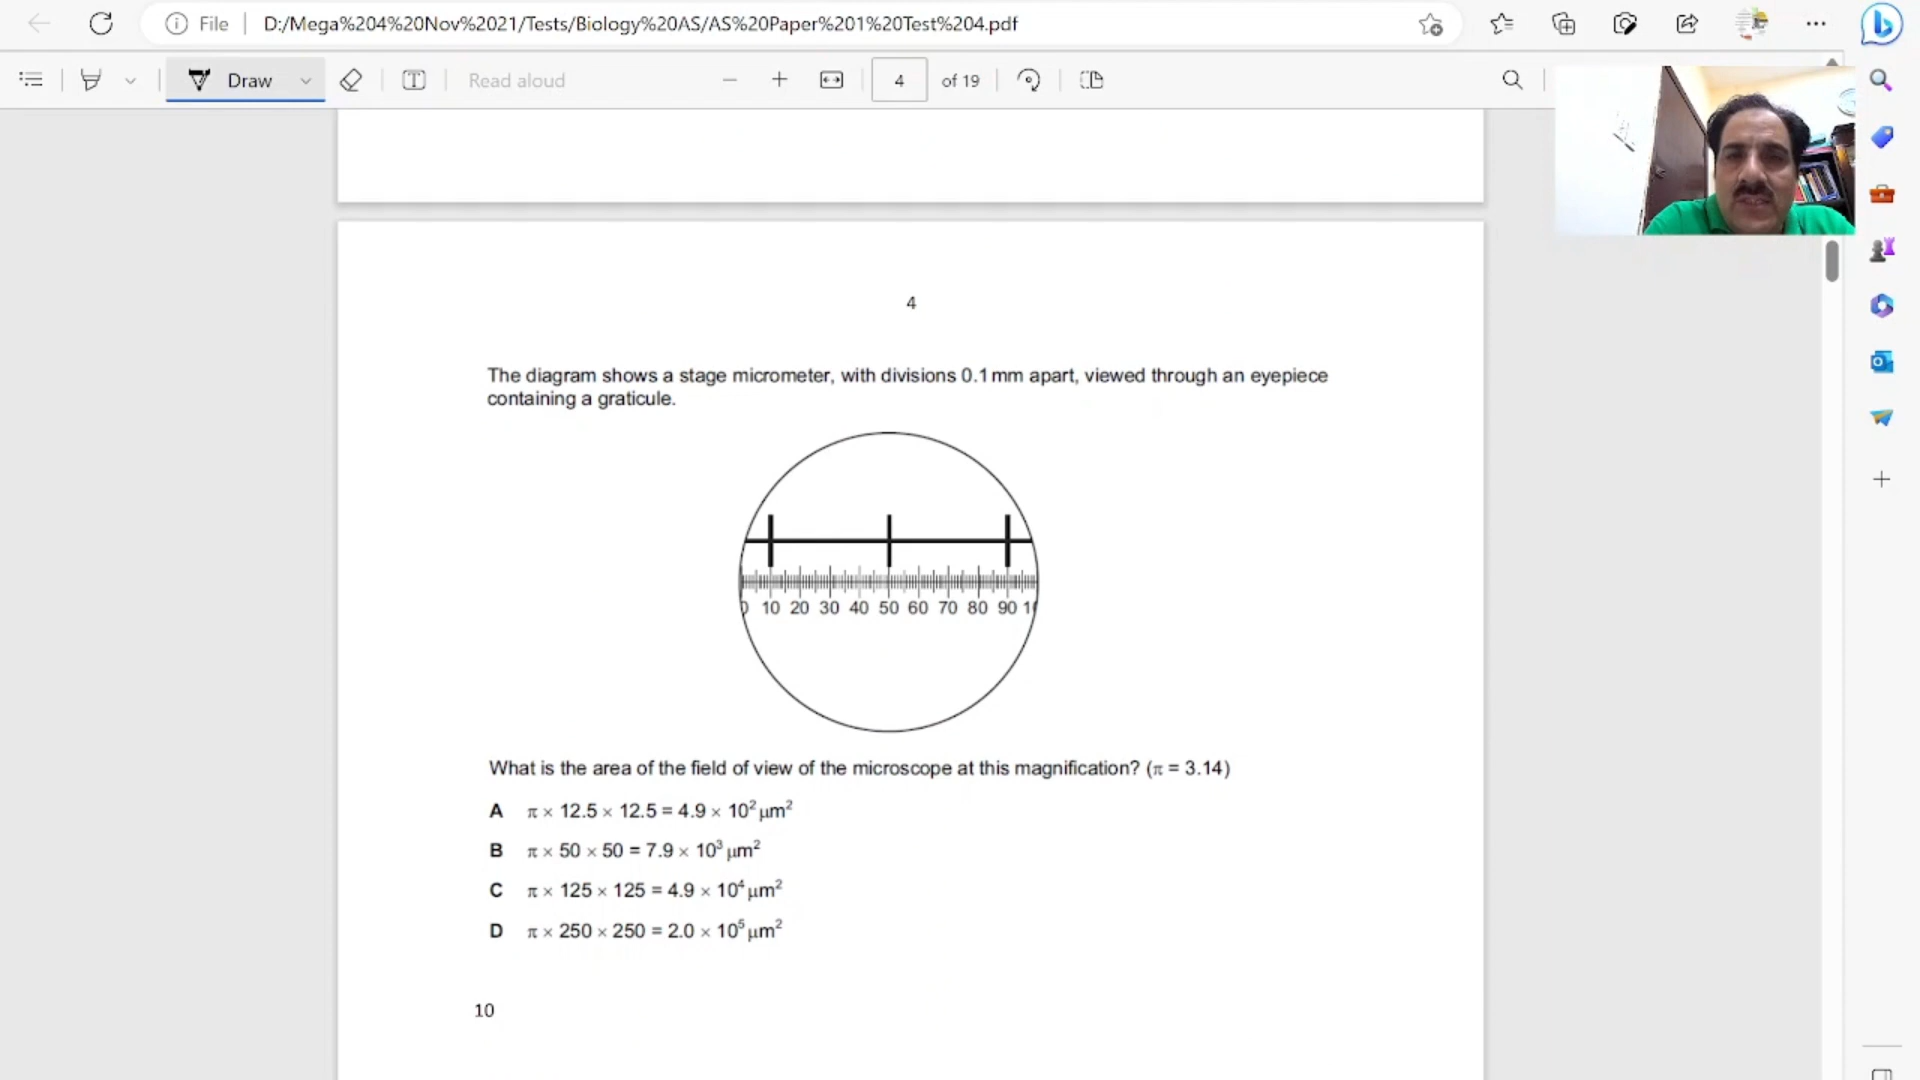 File
D:/Mega%204%20Nov%2021/Tests/Biology%20AS/AS%20Paper%201%20Test%204.pdf
Draw
Read aloud
4 of 19
4
The diagram shows a stage micrometer, with divisions 0.1 mm apart, viewed through an eyepiece
containing a graticule.
0 10 20 30 40 50 60 70 80 90 10
What is the area of the field of view of the microscope at this magnification? (π = 3.14)
A π × 12.5 × 12.5 = 4.9 × 10² µm²
B π × 50 × 50 = 7.9 × 10³ µm²
C π × 125 × 125 = 4.9 × 10⁴ µm²
D π × 250 × 250 = 2.0 × 10⁵ µm²
10